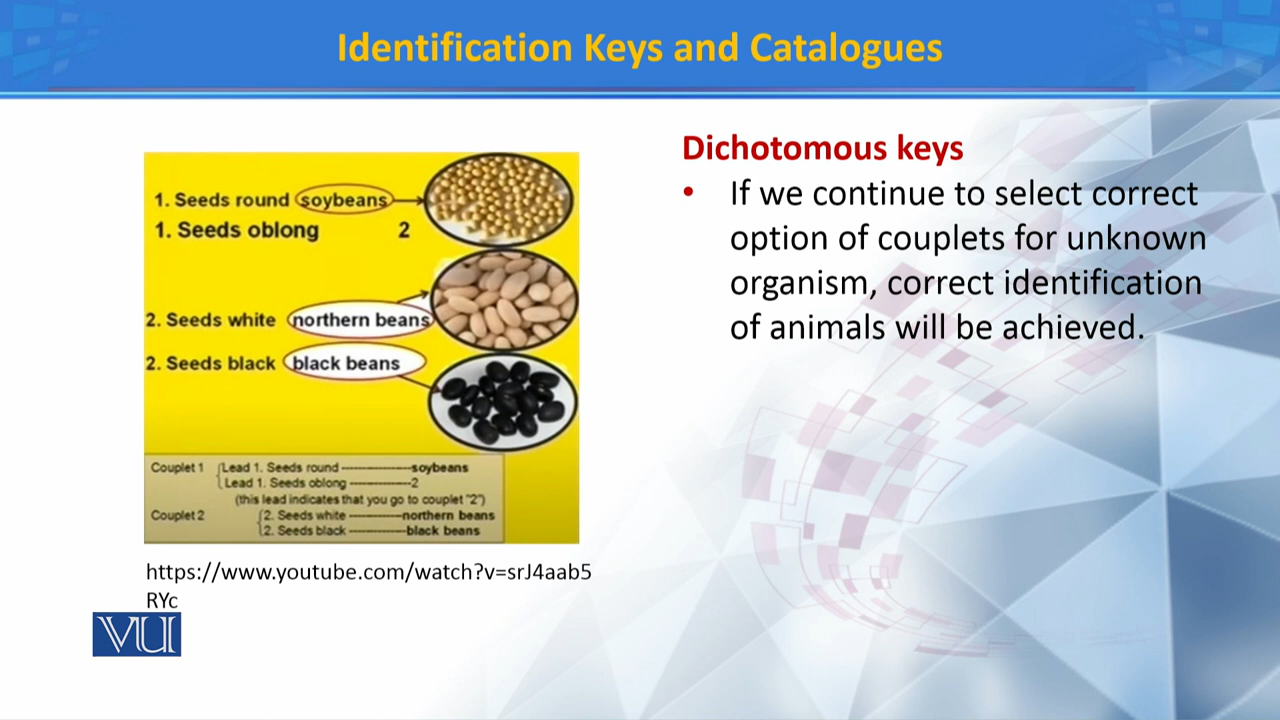 Identification Keys and Catalogues
1. Seeds round soybeans
1. Seeds oblong 2
2. Seeds white northern beans
2. Seeds black black beans
Couplet 1 Lead 1. Seeds round ----------------soybeans
Lead 1. Seeds oblong ---------------2
(this lead indicates that you go to couplet "2")
Couplet 2 2. Seeds white --------------northern beans
2. Seeds black --------------black beans
https://www.youtube.com/watch?v=srJ4aab5
RYc
VU
Dichotomous keys
• If we continue to select correct
option of couplets for unknown
organism, correct identification
of animals will be achieved.